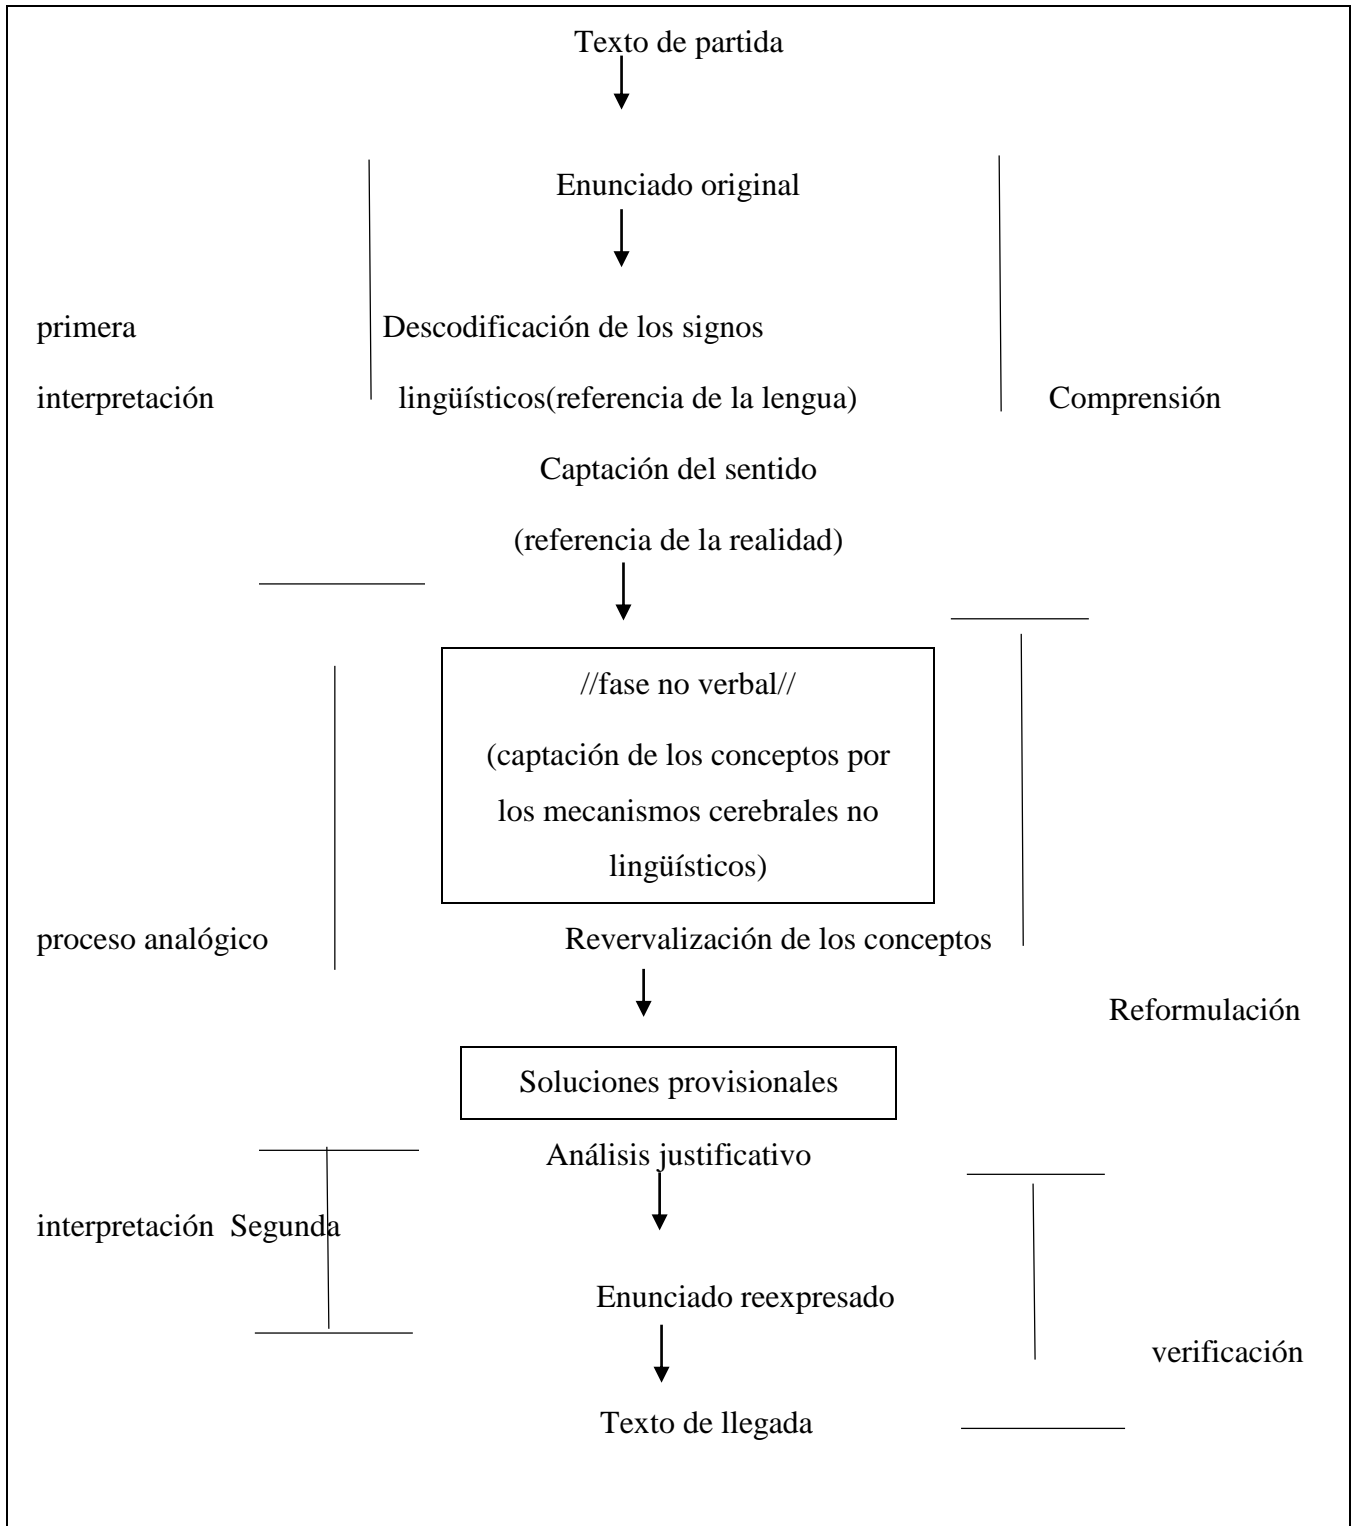 Texto de partida
Enunciado original
primera Descodificación de los signos
interpretación lingüísticos(referencia de la lengua) Comprensión
Captación del sentido
(referencia de la realidad)
//fase no verbal//
(captación de los conceptos por
los mecanismos cerebrales no
lingüísticos)
proceso analógico Revervalización de los conceptos
Reformulación
Soluciones provisionales
Análisis justificativo
interpretación Segunda
Enunciado reexpresado
verificación
Texto de llegada